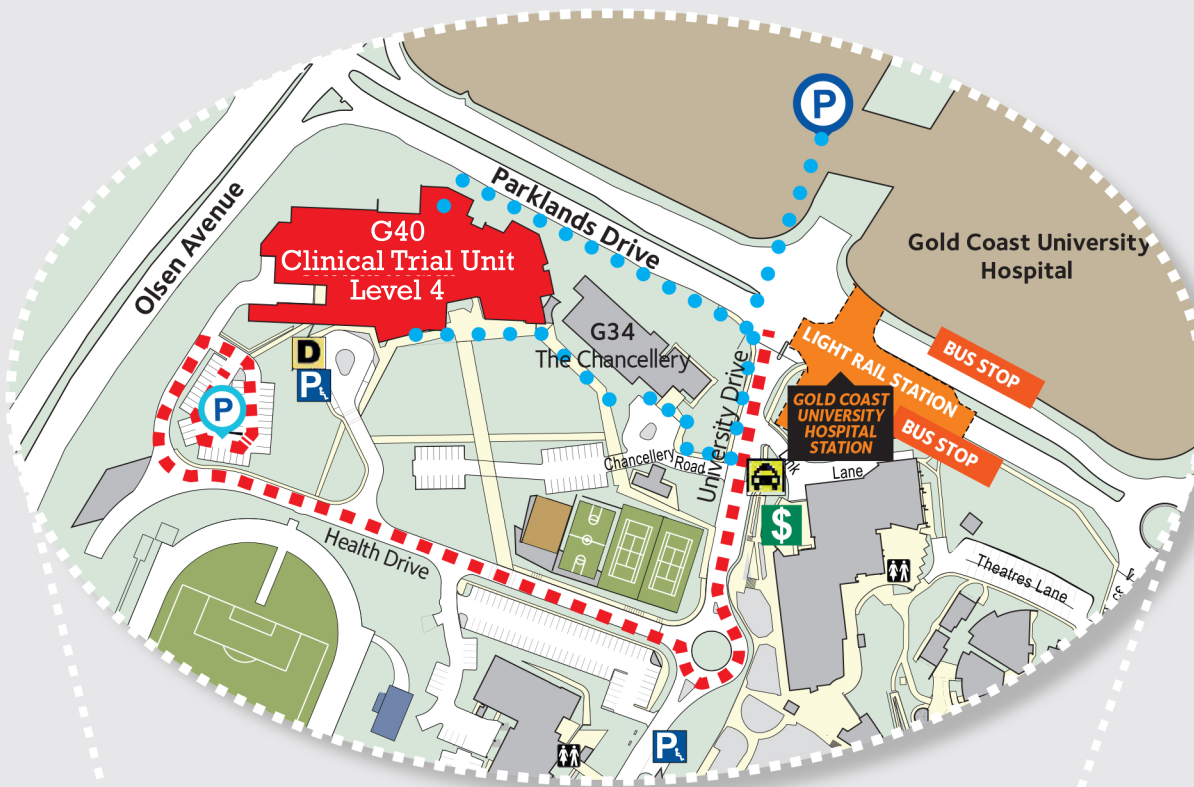 P
Parklands Drive
Olsen Avenue
G40
Clinical Trial Unit
Level 4
Gold Coast University
Hospital
G34
The Chancellery
LIGHT RAIL STATION
BUS STOP
D
P
P
GOLD COAST
UNIVERSITY
HOSPITAL
STATION
BUS STOP
University Drive
Chancellery Road
Lane
$
Health Drive
Theatres Lane
P